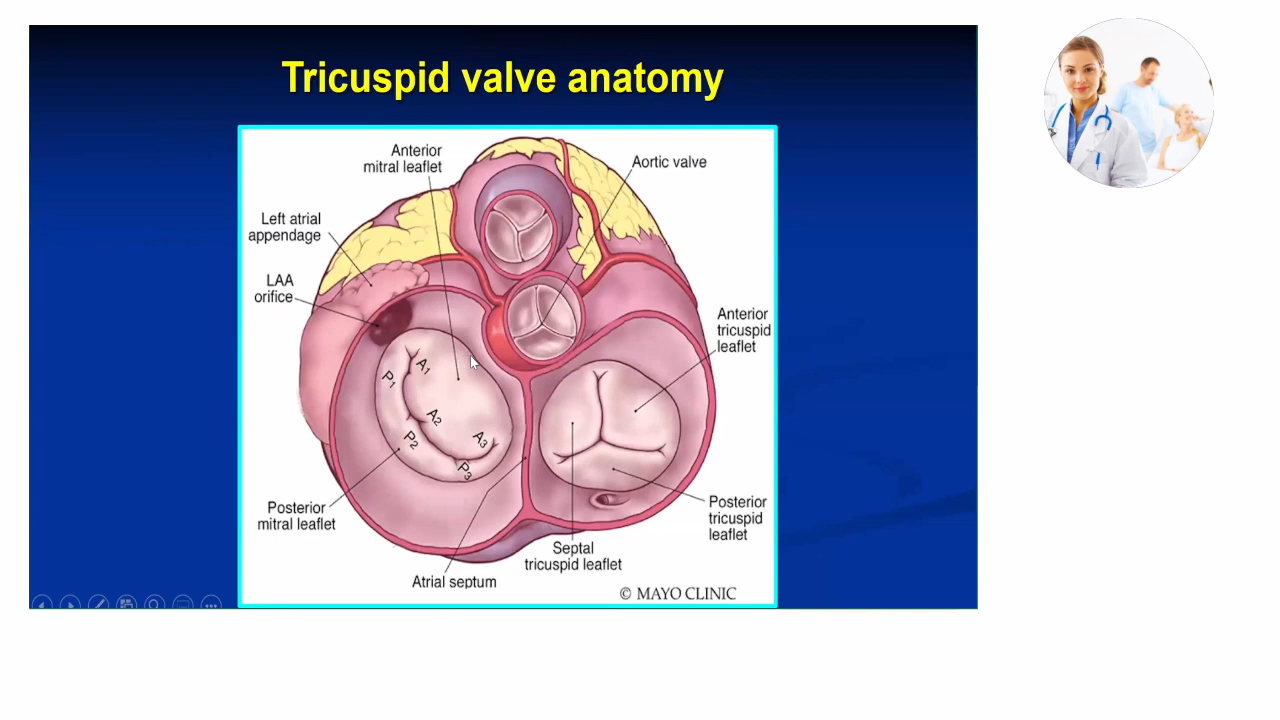 Tricuspid valve anatomy
Anterior
mitral leaflet
Aortic valve
Left atrial
appendage
LAA
orifice
Anterior
tricuspid
leaflet
A1
P1
A2
P2
A3
P3
Posterior
mitral leaflet
Posterior
tricuspid
leaflet
Septal
tricuspid leaflet
Atrial septum
© MAYO CLINIC